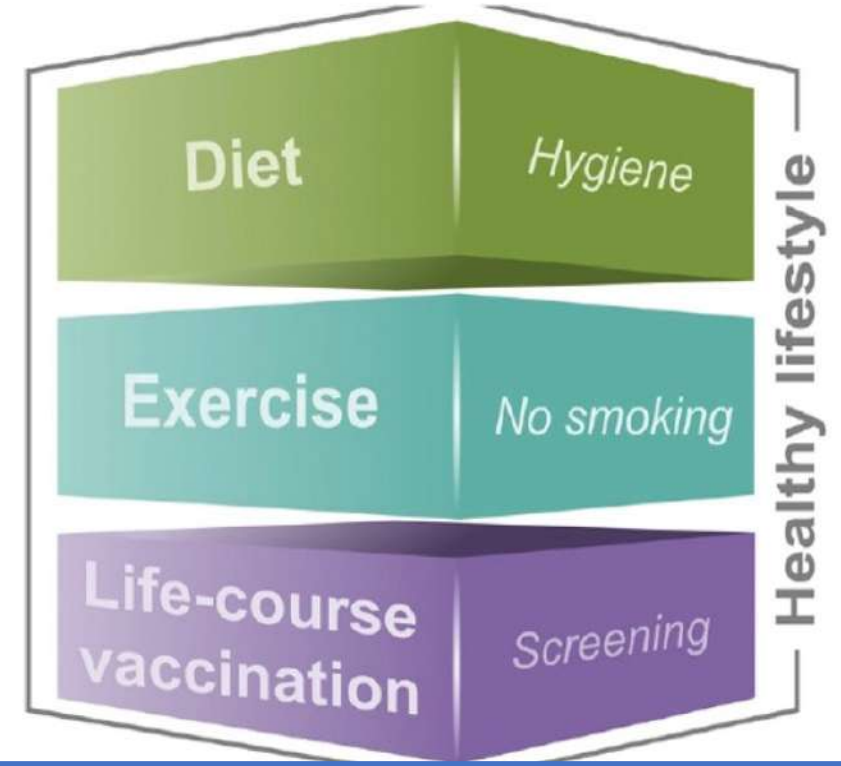 Diet
Hygiene
Exercise
No smoking
Life-course
vaccination
Screening
Healthy lifestyle